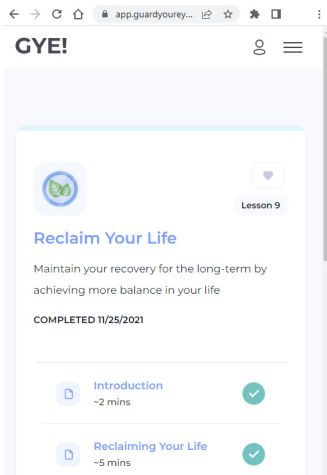 app.guardyourey...
GYE!
Lesson 9
Reclaim Your Life
Maintain your recovery for the long-term by
achieving more balance in your life
COMPLETED 11/25/2021
Introduction
~2 mins
Reclaiming Your Life
~5 mins